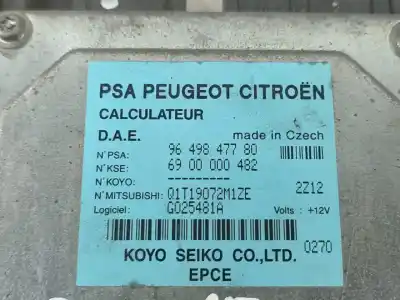 PSA PEUGEOT CITROËN
CALCULATEUR
D.A.E. made in Czech
N°PSA: 96 498 477 80
N°KSE: 69 00 000 482
N°KOYO: ----------
N°MITSUBISHI: Q1T19072M1ZE 2Z12
Logiciel: G025481A Volts : +12V
0270
KOYO SEIKO CO.,LTD.
EPCE